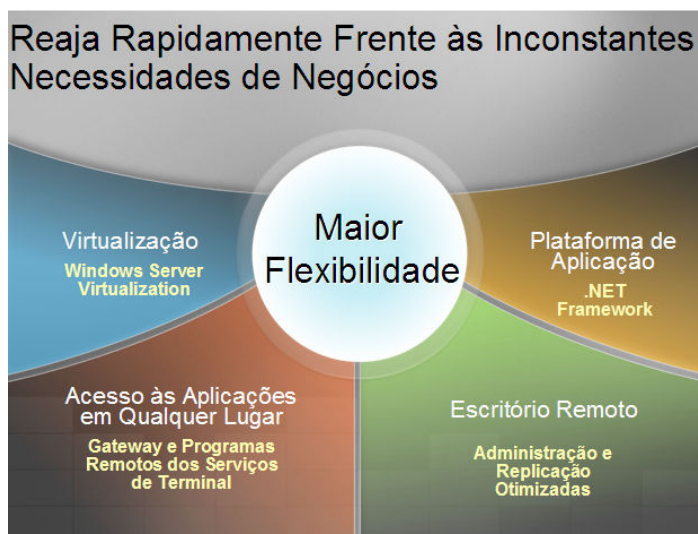 Reaja Rapidamente Frente às Inconstantes
Necessidades de Negócios
Maior
Flexibilidade
Virtualização
Windows Server
Virtualization
Plataforma de
Aplicação
.NET
Framework
Acesso às Aplicações
em Qualquer Lugar
Gateway e Programas
Remotos dos Serviços
de Terminal
Escritório Remoto
Administração e
Replicação
Otimizadas